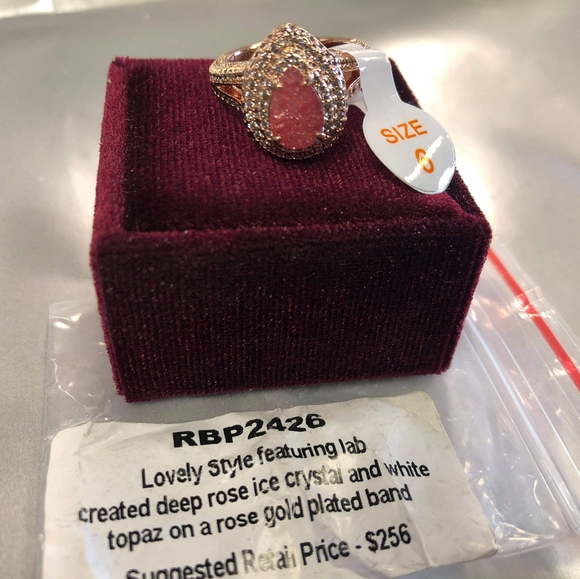 SIZE
6
RBP2426
Lovely Style featuring lab
created deep rose ice crystal and white
topaz on a rose gold plated band
Suggested Retail Price - $256